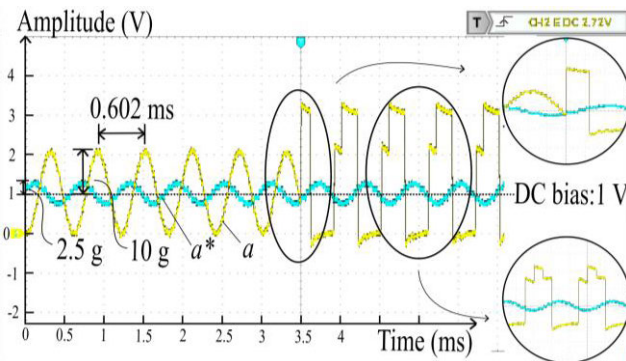 Amplitude (V)
T CH2 E DC 2.72V
4
3
0.602 ms
2
1
DC bias:1 V
2.5 g
10 g
a*
a
0
-1
-2
0
0.5
1
1.5
2
2.5
3
3.5
4
Time (ms)